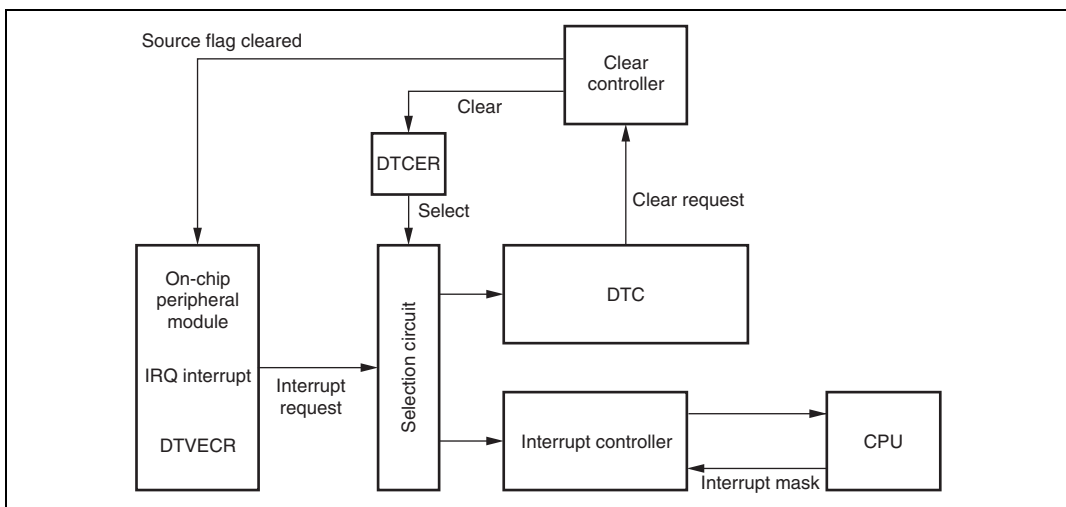 Source flag cleared
Clear
controller
Clear
DTCER
Clear request
Select
On-chip
peripheral
module
IRQ interrupt
DTVECR
Interrupt
request
Selection circuit
DTC
Interrupt controller
CPU
Interrupt mask